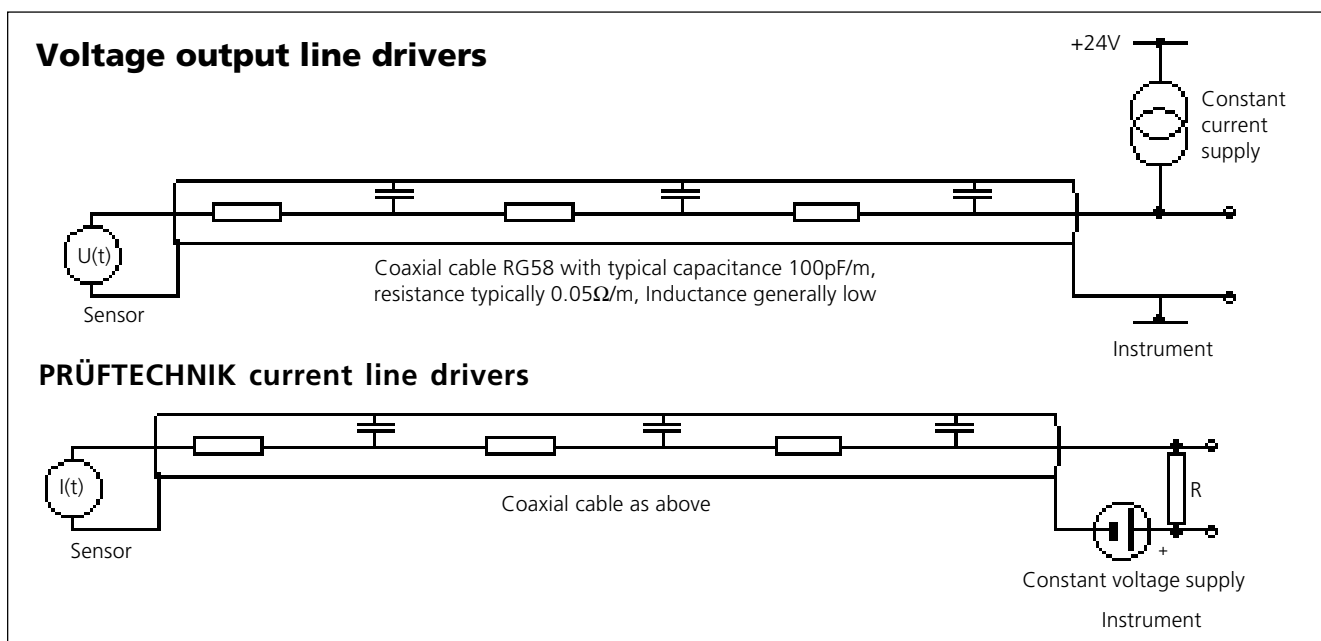 Voltage output line drivers
+24V
Constant
current
supply
U(t)
Sensor
Coaxial cable RG58 with typical capacitance 100pF/m,
resistance typically 0.05Ω/m, Inductance generally low
Instrument
PRÜFTECHNIK current line drivers
I(t)
Sensor
Coaxial cable as above
R
+
Constant voltage supply
Instrument